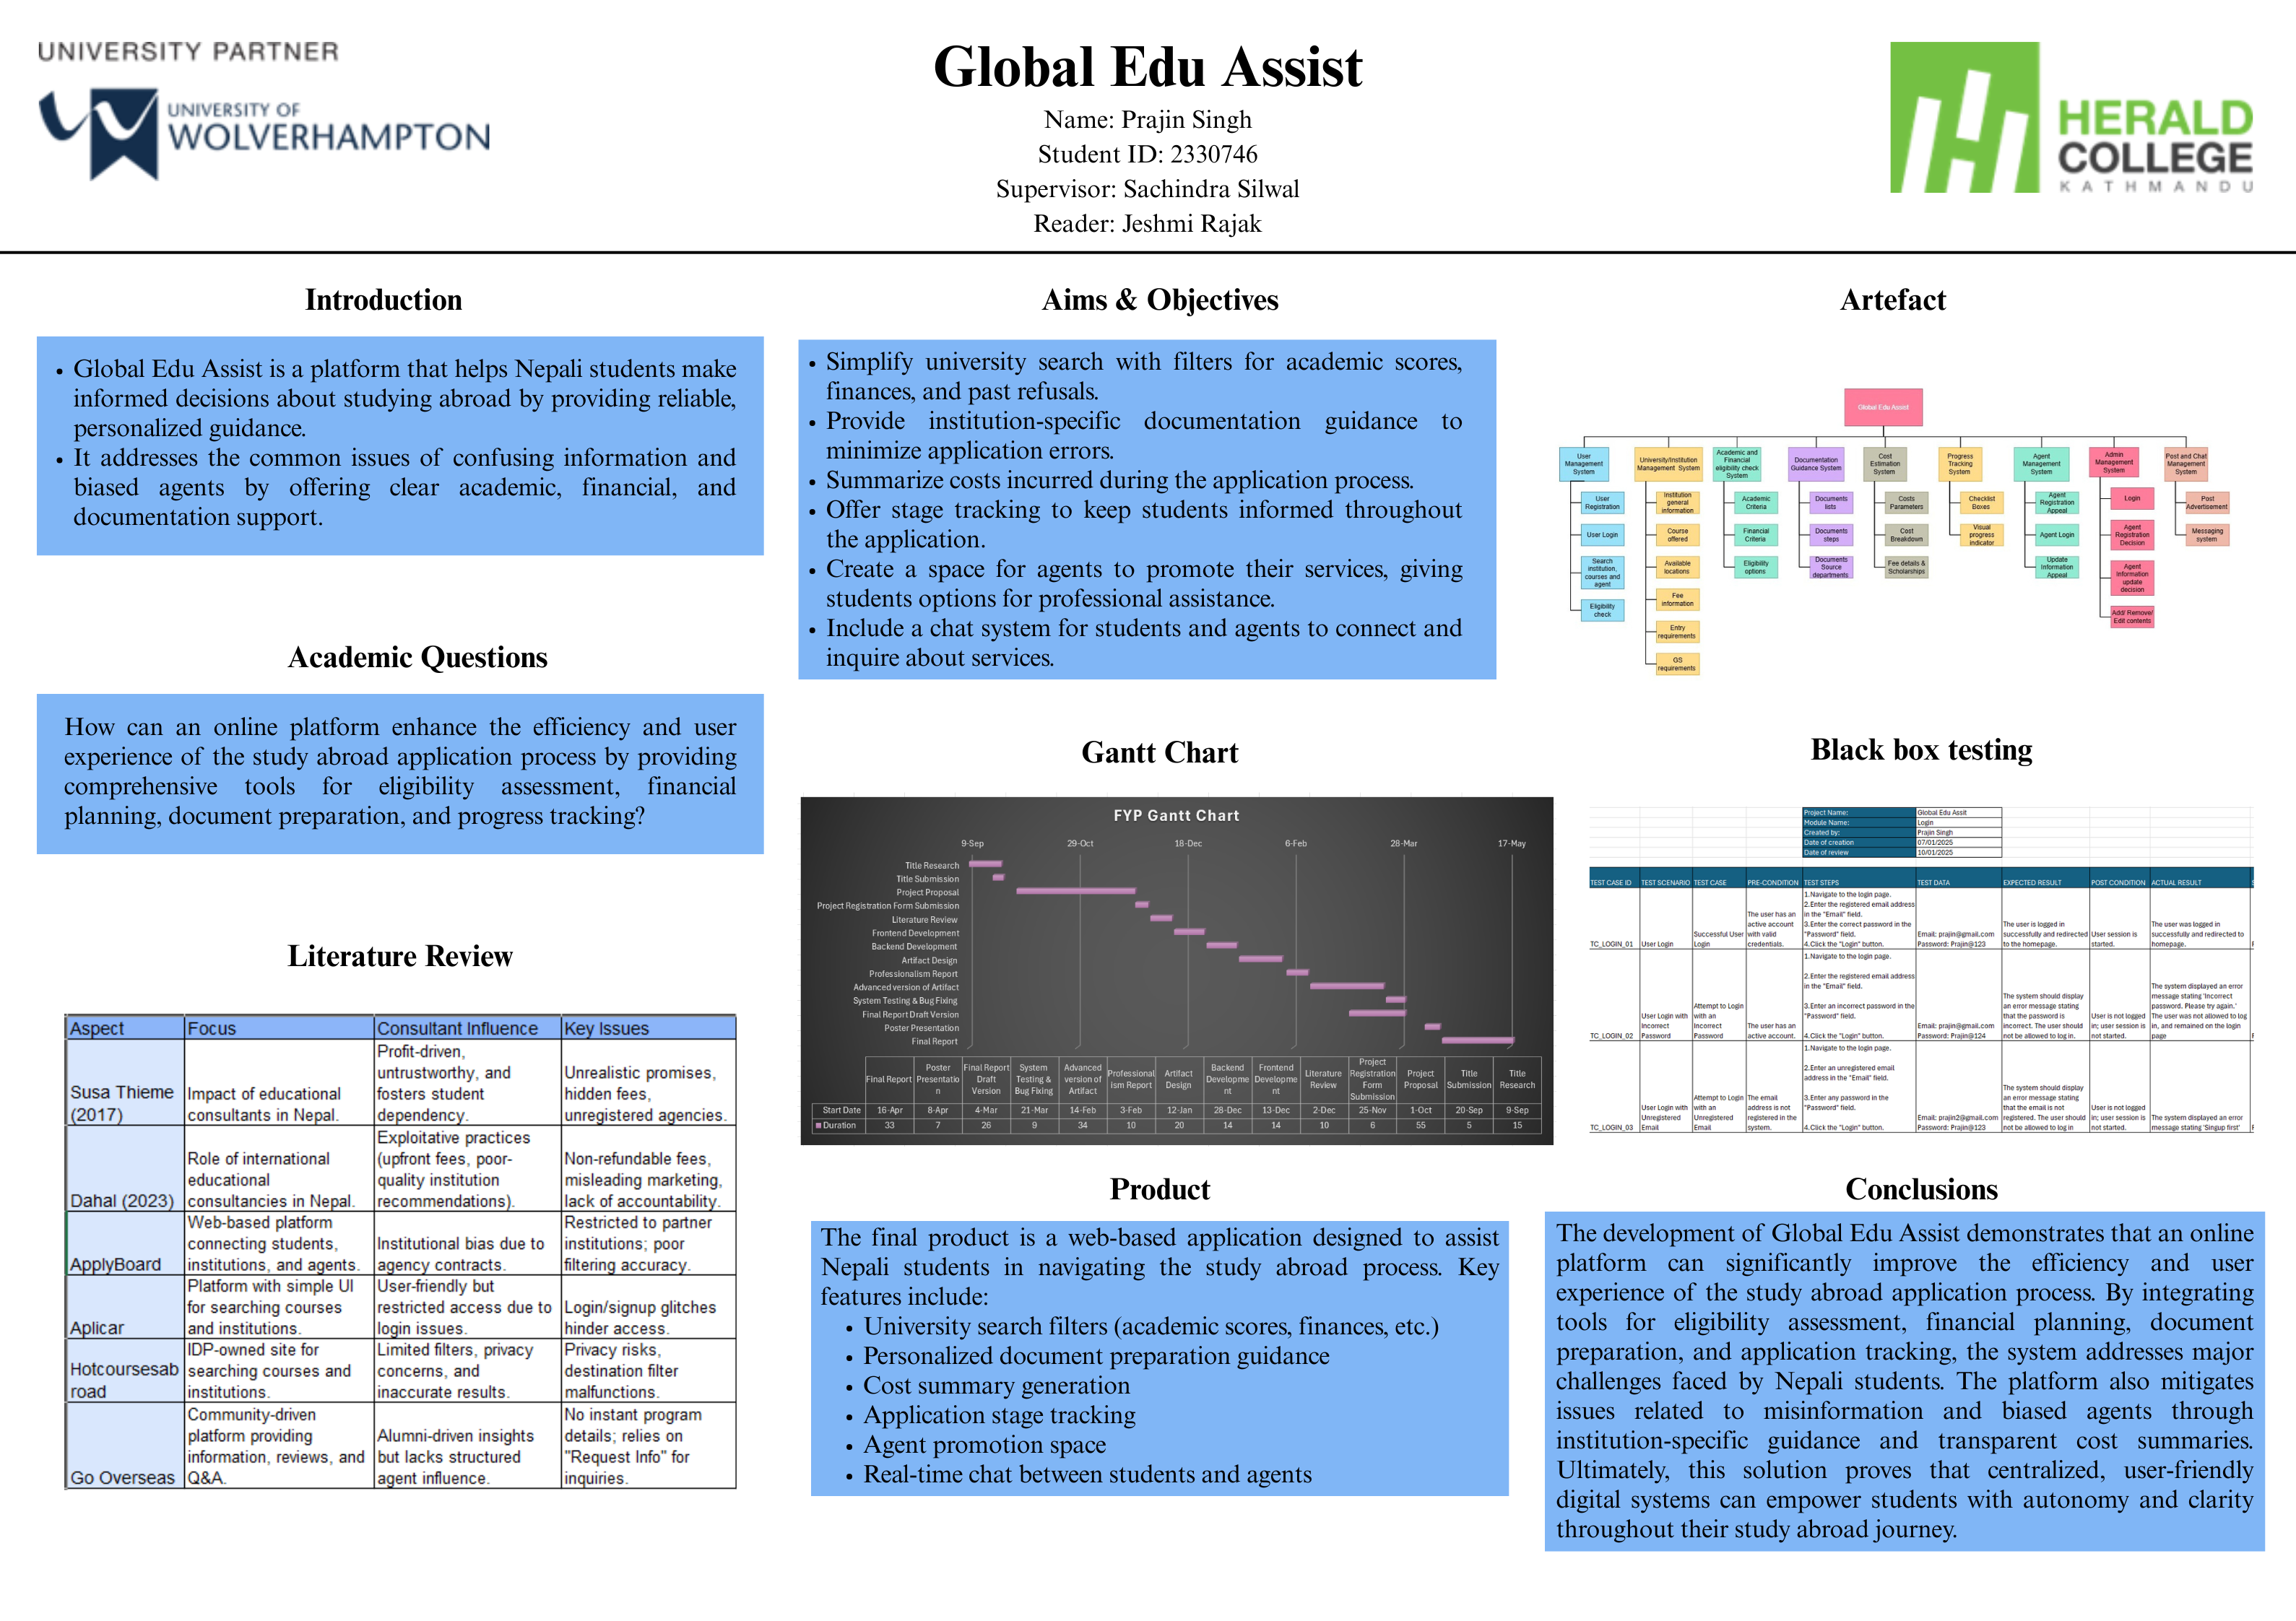 UNIVERSITY PARTNER
UNIVERSITY OF
WOLVERHAMPTON
Global Edu Assist
Name: Prajin Singh
Student ID: 2330746
Supervisor: Sachindra Silwal
Reader: Jeshmi Rajak
HERALD
COLLEGE
KATHMANDU
Introduction
• Global Edu Assist is a platform that helps Nepali students make
informed decisions about studying abroad by providing reliable,
personalized guidance.
• It addresses the common issues of confusing information and
biased agents by offering clear academic, financial, and
documentation support.
Academic Questions
How can an online platform enhance the efficiency and user
experience of the study abroad application process by providing
comprehensive tools for eligibility assessment, financial
planning, document preparation, and progress tracking?
Literature Review
Aspect Focus Consultant Influence Key Issues
Susa Thieme
(2017)
Impact of educational
consultants in Nepal.
Profit-driven,
untrustworthy, and
fosters student
dependency.
Unrealistic promises,
hidden fees,
unregistered agencies.
Dahal (2023)
Role of international
educational
consultancies in Nepal.
Exploitative practices
(upfront fees, poor-
quality institution
recommendations).
Non-refundable fees,
misleading marketing,
lack of accountability.
ApplyBoard
Web-based platform
connecting students,
institutions, and agents.
Institutional bias due to
agency contracts.
Restricted to partner
institutions; poor
filtering accuracy.
Aplicar
Platform with simple UI
for searching courses
and institutions.
User-friendly but
restricted access due to
login issues.
Login/signup glitches
hinder access.
Hotcoursesab
road
IDP-owned site for
searching courses and
institutions.
Limited filters, privacy
concerns, and
inaccurate results.
Privacy risks,
destination filter
malfunctions.
Go Overseas
Community-driven
platform providing
information, reviews, and
Q&A.
Alumni-driven insights
but lacks structured
agent influence.
No instant program
details; relies on
"Request Info" for
inquiries.
Aims & Objectives
• Simplify university search with filters for academic scores,
finances, and past refusals.
• Provide institution-specific documentation guidance to
minimize application errors.
• Summarize costs incurred during the application process.
• Offer stage tracking to keep students informed throughout
the application.
• Create a space for agents to promote their services, giving
students options for professional assistance.
• Include a chat system for students and agents to connect and
inquire about services.
Gantt Chart
FYP Gantt Chart
9-Sep 29-Oct 18-Dec 6-Feb 28-Mar 17-May
Title Research
Title Submission
Project Proposal
Project Registration Form Submission
Literature Review
Frontend Development
Backend Development
Artifact Design
Professionalism Report
Advanced version of Artifact
System Testing & Bug Fixing
Final Report Draft Version
Poster Presentation
Final Report
Final Report
Poster
Presentatio
n
Final Report
Draft
Version
System
Testing &
Bug Fixing
Advanced
version of
Artifact
Professional
ism Report
Artifact
Design
Backend
Developme
nt
Frontend
Developme
nt
Literature
Review
Project
Registration
Form
Submission
Project
Proposal
Title
Submission
Title
Research
Start Date 16-Apr 8-Apr 4-Mar 21-Mar 14-Feb 3-Feb 12-Jan 28-Dec 13-Dec 2-Dec 25-Nov 1-Oct 20-Sep 9-Sep
Duration 33 7 26 9 34 10 20 14 14 10 6 55 5 15
Product
The final product is a web-based application designed to assist
Nepali students in navigating the study abroad process. Key
features include:
• University search filters (academic scores, finances, etc.)
• Personalized document preparation guidance
• Cost summary generation
• Application stage tracking
• Agent promotion space
• Real-time chat between students and agents
Artefact
Global Edu Assist
User
Management
System
User
Registration
User Login
Search
institution,
courses and
agent
Eligibility
check
University/Institution
Management System
Institution
general
information
Course
offered
Available
locations
Fee
information
Entry
requirements
GS
requirements
Academic and
Financial
eligibility check
System
Academic
Criteria
Financial
Criteria
Eligibility
options
Documentation
Guidance System
Documents
lists
Documents
steps
Documents
Source
departments
Cost
Estimation
System
Costs
Parameters
Cost
Breakdown
Fee details &
Scholarships
Progress
Tracking
System
Checklist
Boxes
Visual
progress
indicator
Agent
Management
System
Agent
Registration
Appeal
Agent Login
Update
Information
Appeal
Admin
Management
System
Login
Agent
Registration
Decision
Agent
Information
update
decision
Add/ Remove/
Edit contents
Post and Chat
Management
System
Post
Advertisement
Messaging
system
Black box testing
Project Name: Global Edu Assit
Module Name: Login
Created by: Prajin Singh
Date of creation 07/01/2025
Date of review 10/01/2025
TEST CASE ID TEST SCENARIO TEST CASE PRE-CONDITION TEST STEPS TEST DATA EXPECTED RESULT POST CONDITION ACTUAL RESULT
TC_LOGIN_01
User Login
Successful User
Login
The user has an
active account
with valid
credentials.
1.Navigate to the login page.
2.Enter the registered email address
in the "Email" field.
3.Enter the correct password in the
"Password" field.
4.Click the "Login" button.
Email: prajin@gmail.com
Password: Prajin@123
The user is logged in
successfully and redirected
to the homepage.
User session is
started.
The user was logged in
successfully and redirected to
homepage.
TC_LOGIN_02
User Login with
Incorrect
Password
Attempt to Login
with an
Incorrect
Password
The user has an
active account.
1.Navigate to the login page.
2.Enter the registered email address
in the "Email" field.
3.Enter an incorrect password in the
"Password" field.
4.Click the "Login" button.
Email: prajin@gmail.com
Password: Prajin@124
The system should display
an error message stating
that the password is
incorrect. The user should
not be allowed to log in.
User is not logged
in; user session is
not started.
The system displayed an error
message stating 'Incorrect
password. Please try again.'
The user was not allowed to log
in, and remained on the login
page
TC_LOGIN_03
User Login with
Unregistered
Email
Attempt to Login
with an
Unregistered
Email
The email
address is not
registered in the
system.
1.Navigate to the login page.
2.Enter an unregistered email
address in the "Email" field.
3.Enter any password in the
"Password" field.
4.Click the "Login" button.
Email: prajin2@gmail.com
Password: Prajin@123
The system should display
an error message stating
that the email is not
registered. The user should
not be allowed to log in
User is not logged
in; user session is
not started.
The system displayed an error
message stating 'Singup first'
Conclusions
The development of Global Edu Assist demonstrates that an online
platform can significantly improve the efficiency and user
experience of the study abroad application process. By integrating
tools for eligibility assessment, financial planning, document
preparation, and application tracking, the system addresses major
challenges faced by Nepali students. The platform also mitigates
issues related to misinformation and biased agents through
institution-specific guidance and transparent cost summaries.
Ultimately, this solution proves that centralized, user-friendly
digital systems can empower students with autonomy and clarity
throughout their study abroad journey.